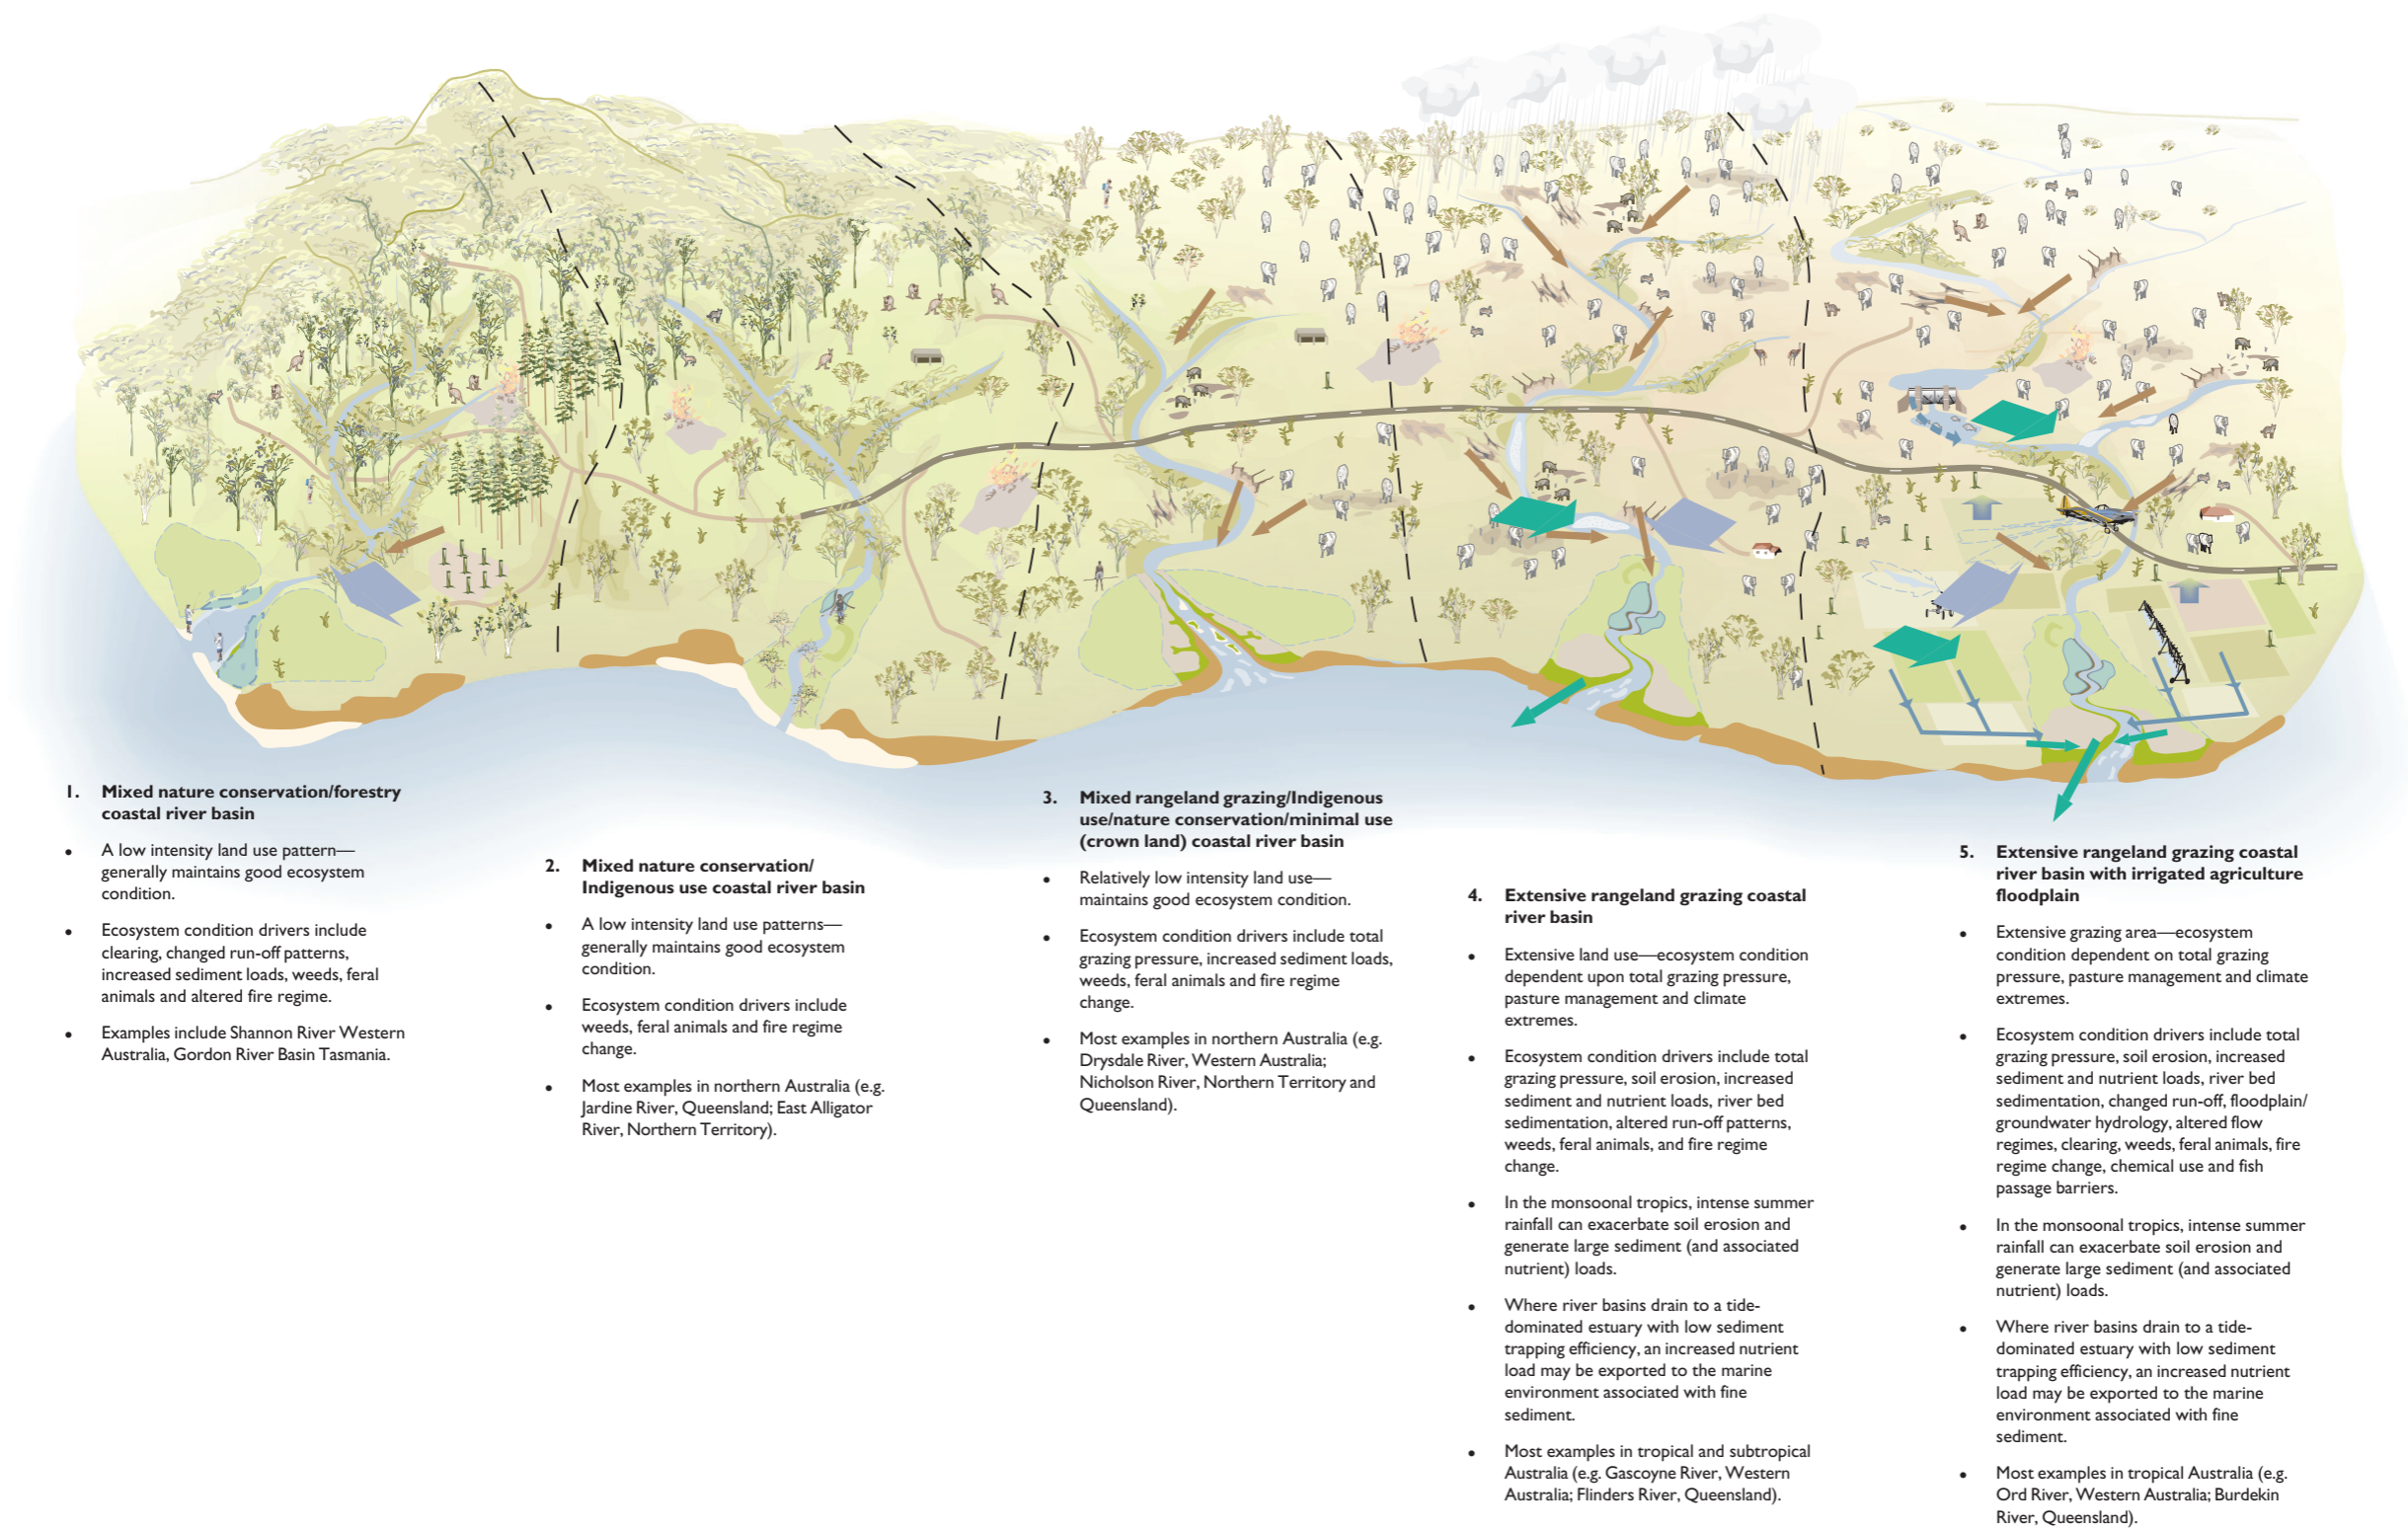 1. Mixed nature conservation/forestry
coastal river basin
• A low intensity land use pattern—
generally maintains good ecosystem
condition.
• Ecosystem condition drivers include
clearing, changed run-off patterns,
increased sediment loads, weeds, feral
animals and altered fire regime.
• Examples include Shannon River Western
Australia, Gordon River Basin Tasmania.
2. Mixed nature conservation/
Indigenous use coastal river basin
• A low intensity land use patterns—
generally maintains good ecosystem
condition.
• Ecosystem condition drivers include
weeds, feral animals and fire regime
change.
• Most examples in northern Australia (e.g.
Jardine River, Queensland; East Alligator
River, Northern Territory).
3. Mixed rangeland grazing/Indigenous
use/nature conservation/minimal use
(crown land) coastal river basin
• Relatively low intensity land use—
maintains good ecosystem condition.
• Ecosystem condition drivers include total
grazing pressure, increased sediment loads,
weeds, feral animals and fire regime
change.
• Most examples in northern Australia (e.g.
Drysdale River, Western Australia;
Nicholson River, Northern Territory and
Queensland).
4. Extensive rangeland grazing coastal
river basin
• Extensive land use—ecosystem condition
dependent upon total grazing pressure,
pasture management and climate
extremes.
• Ecosystem condition drivers include total
grazing pressure, soil erosion, increased
sediment and nutrient loads, river bed
sedimentation, altered run-off patterns,
weeds, feral animals, and fire regime
change.
• In the monsoonal tropics, intense summer
rainfall can exacerbate soil erosion and
generate large sediment (and associated
nutrient) loads.
• Where river basins drain to a tide-
dominated estuary with low sediment
trapping efficiency, an increased nutrient
load may be exported to the marine
environment associated with fine
sediment.
• Most examples in tropical and subtropical
Australia (e.g. Gascoyne River, Western
Australia; Flinders River, Queensland).
5. Extensive rangeland grazing coastal
river basin with irrigated agriculture
floodplain
• Extensive grazing area—ecosystem
condition dependent on total grazing
pressure, pasture management and climate
extremes.
• Ecosystem condition drivers include total
grazing pressure, soil erosion, increased
sediment and nutrient loads, river bed
sedimentation, changed run-off, floodplain/
groundwater hydrology, altered flow
regimes, clearing, weeds, feral animals, fire
regime change, chemical use and fish
passage barriers.
• In the monsoonal tropics, intense summer
rainfall can exacerbate soil erosion and
generate large sediment (and associated
nutrient) loads.
• Where river basins drain to a tide-
dominated estuary with low sediment
trapping efficiency, an increased nutrient
load may be exported to the marine
environment associated with fine
sediment.
• Most examples in tropical Australia (e.g.
Ord River, Western Australia; Burdekin
River, Queensland).